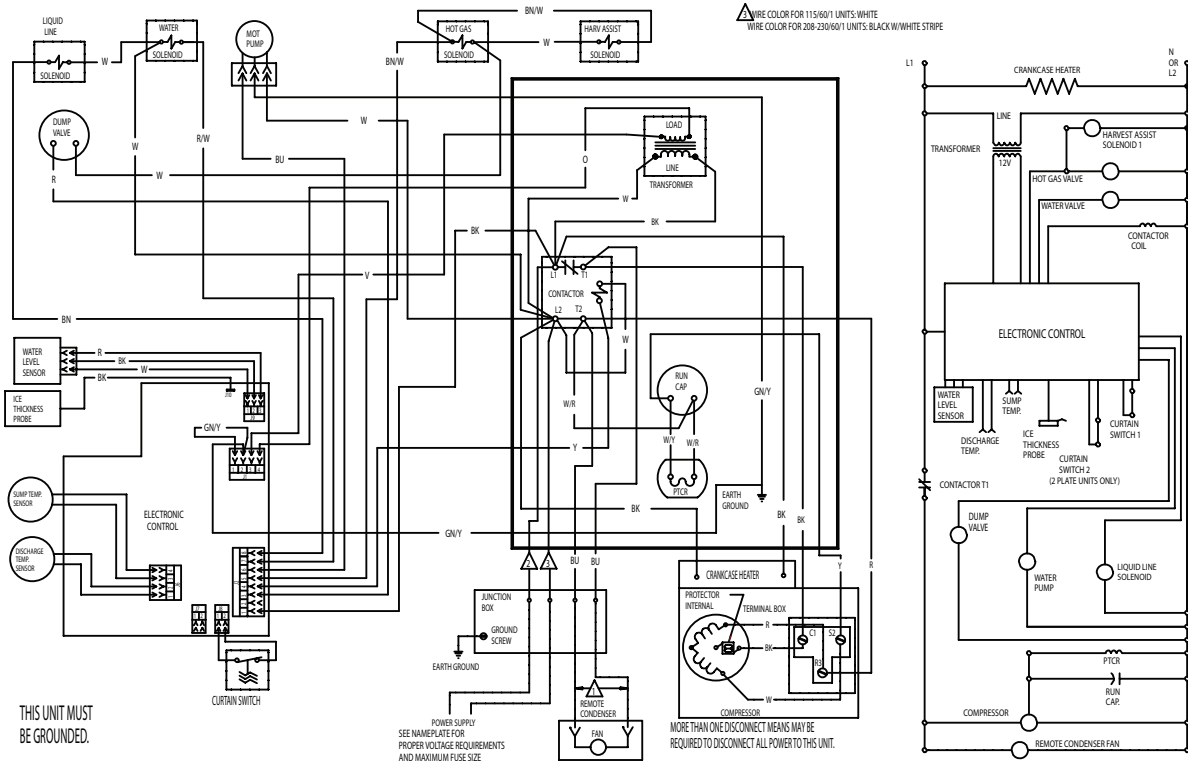 LIQUID
LINE
SOLENOID
W
WATER
SOLENOID
MOT
PUMP
BN/W
HOT GAS
SOLENOID
W
HARV ASSIST
SOLENOID
BN/W
3
WIRE COLOR FOR 115/60/1 UNITS: WHITE
WIRE COLOR FOR 208-230/60/1 UNITS: BLACK W/WHITE STRIPE
DUMP
VALVE
R
W
W
R/W
BU
W
LOAD
LINE
TRANSFORMER
O
W
BK
BK
V
L1
T1
CONTACTOR
L2
T2
W
BN
WATER
LEVEL
SENSOR
R
BK
W
BK
ICE
THICKNESS
PROBE
J10
GN/Y
RUN
CAP
W/R
W/Y
W/R
PTCR
GN/Y
Y
EARTH
GROUND
BK
BK
BK
SUMP TEMP.
SENSOR
DISCHARGE
TEMP.
SENSOR
ELECTRONIC
CONTROL
GN/Y
CURTAIN SWITCH
2
3
BU
BU
Y
R
JUNCTION
BOX
GROUND
SCREW
EARTH GROUND
1
REMOTE
CONDENSER
FAN
POWER SUPPLY
SEE NAMEPLATE FOR
PROPER VOLTAGE REQUIREMENTS
AND MAXIMUM FUSE SIZE
CRANKCASE HEATER
PROTECTOR
INTERNAL
TERMINAL BOX
R
BK
W
C1
S2
R3
COMPRESSOR
MORE THAN ONE DISCONNECT MEANS MAY BE
REQUIRED TO DISCONNECT ALL POWER TO THIS UNIT.
THIS UNIT MUST
BE GROUNDED.
L1
N
OR
L2
CRANKCASE HEATER
LINE
TRANSFORMER
12V
HARVEST ASSIST
SOLENOID 1
HOT GAS VALVE
WATER VALVE
CONTACTOR
COIL
ELECTRONIC CONTROL
WATER
LEVEL
SENSOR
DISCHARGE
TEMP.
SUMP
TEMP.
ICE
THICKNESS
PROBE
CURTAIN
SWITCH 1
CURTAIN
SWITCH 2
(2 PLATE UNITS ONLY)
CONTACTOR T1
DUMP
VALVE
WATER
PUMP
LIQUID LINE
SOLENOID
PTCR
RUN
CAP.
COMPRESSOR
REMOTE CONDENSER FAN